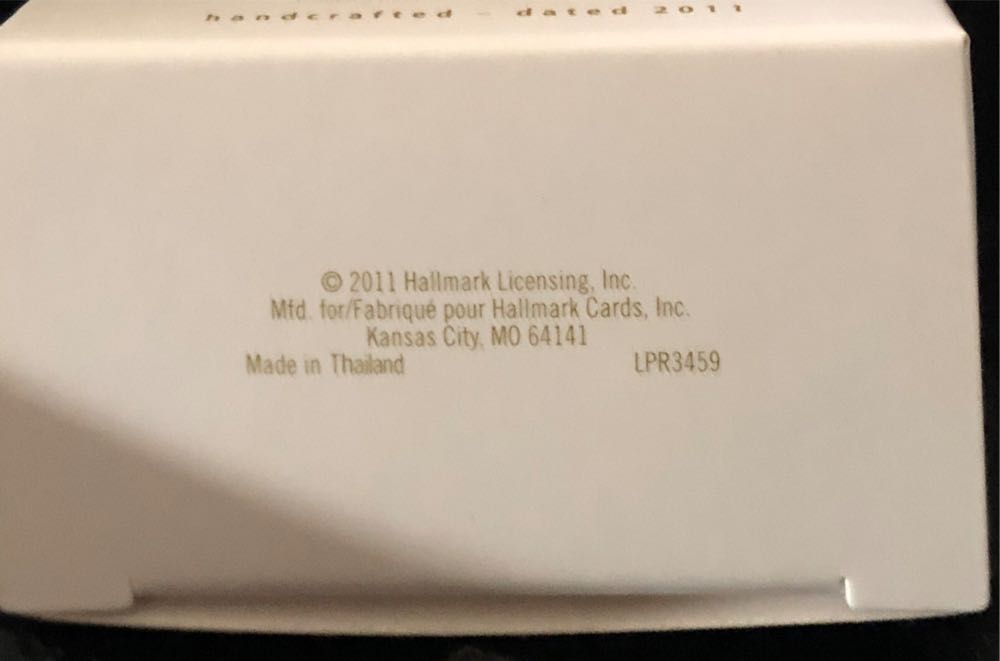 handcrafted - dated 2011
© 2011 Hallmark Licensing, Inc.
Mfd. for/Fabriqué pour Hallmark Cards, Inc.
Kansas City, MO 64141
Made in Thailand LPR3459